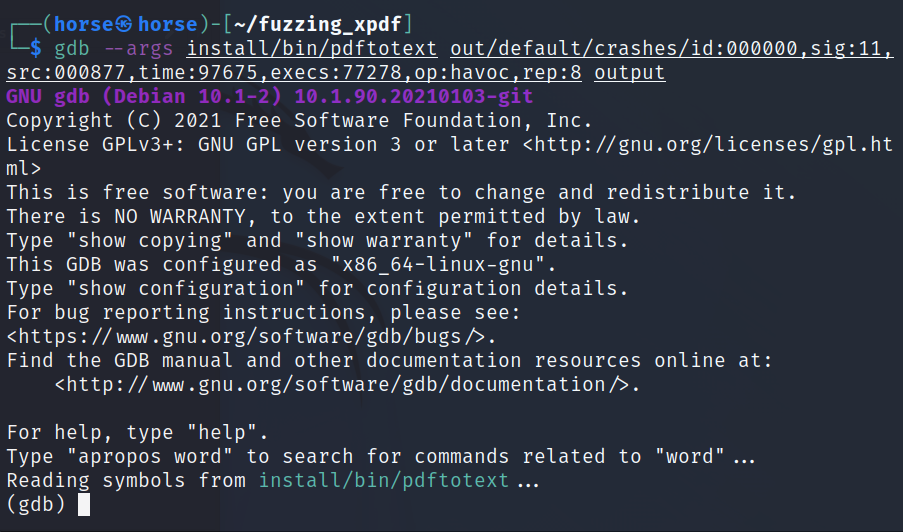 ┌──(horse㉿horse)-[~/fuzzing_xpdf]
└─$ gdb --args install/bin/pdftotext out/default/crashes/id:000000,sig:11,
src:000877,time:97675,execs:77278,op:havoc,rep:8 output
GNU gdb (Debian 10.1-2) 10.1.90.20210103-git
Copyright (C) 2021 Free Software Foundation, Inc.
License GPLv3+: GNU GPL version 3 or later <http://gnu.org/licenses/gpl.ht
ml>
This is free software: you are free to change and redistribute it.
There is NO WARRANTY, to the extent permitted by law.
Type "show copying" and "show warranty" for details.
This GDB was configured as "x86_64-linux-gnu".
Type "show configuration" for configuration details.
For bug reporting instructions, please see:
<https://www.gnu.org/software/gdb/bugs/>.
Find the GDB manual and other documentation resources online at:
    <http://www.gnu.org/software/gdb/documentation/>.

For help, type "help".
Type "apropos word" to search for commands related to "word"...
Reading symbols from install/bin/pdftotext...
(gdb)